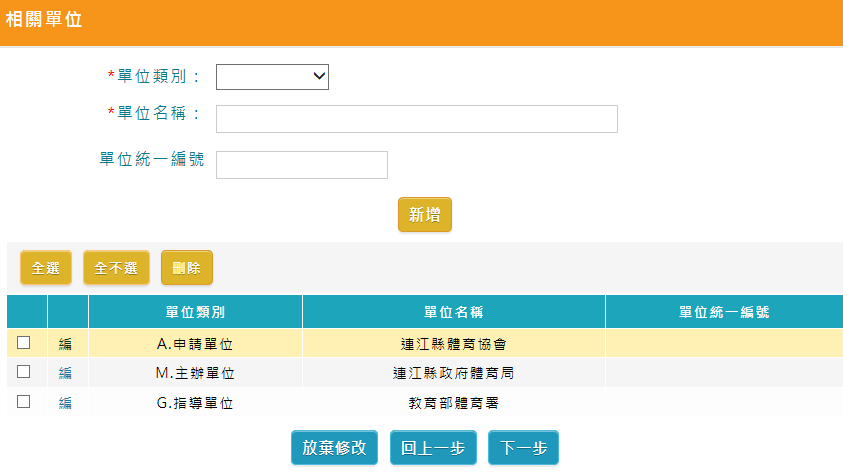 相關單位
*單位類別：
*單位名稱：
單位統一編號
新增
全選 全不選 刪除
單位類別 單位名稱 單位統一編號
編 A.申請單位 連江縣體育協會
編 M.主辦單位 連江縣政府體育局
編 G.指導單位 教育部體育署
放棄修改 回上一步 下一步